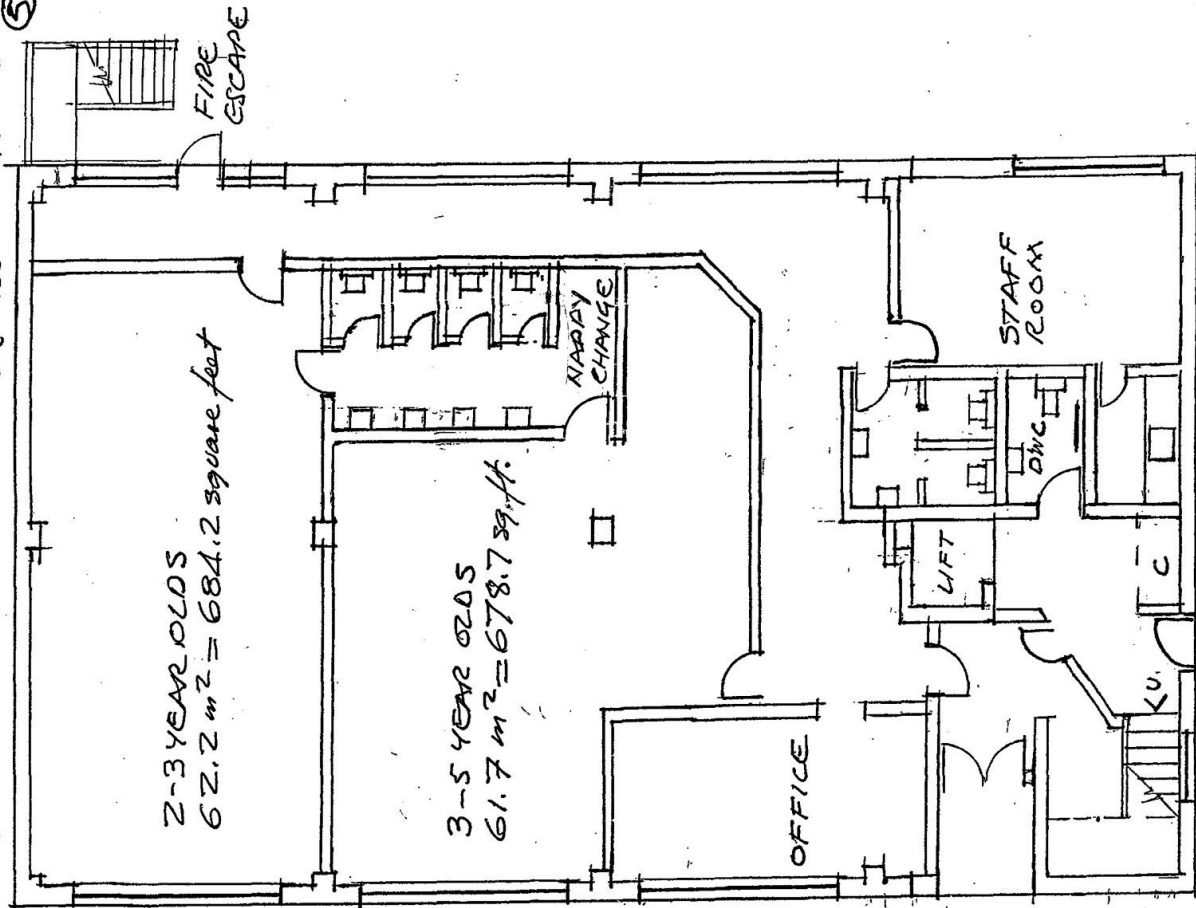 5
FIRE
ESCAPE
2-3 YEAR OLDS
62.2 m² = 684.2 square feet
NAPPY
CHANGE
3-5 YEAR OLDS
61.7 m² = 678.7 sq.ft.
STAFF
ROOM
DWC
LIFT
C
OFFICE
U.